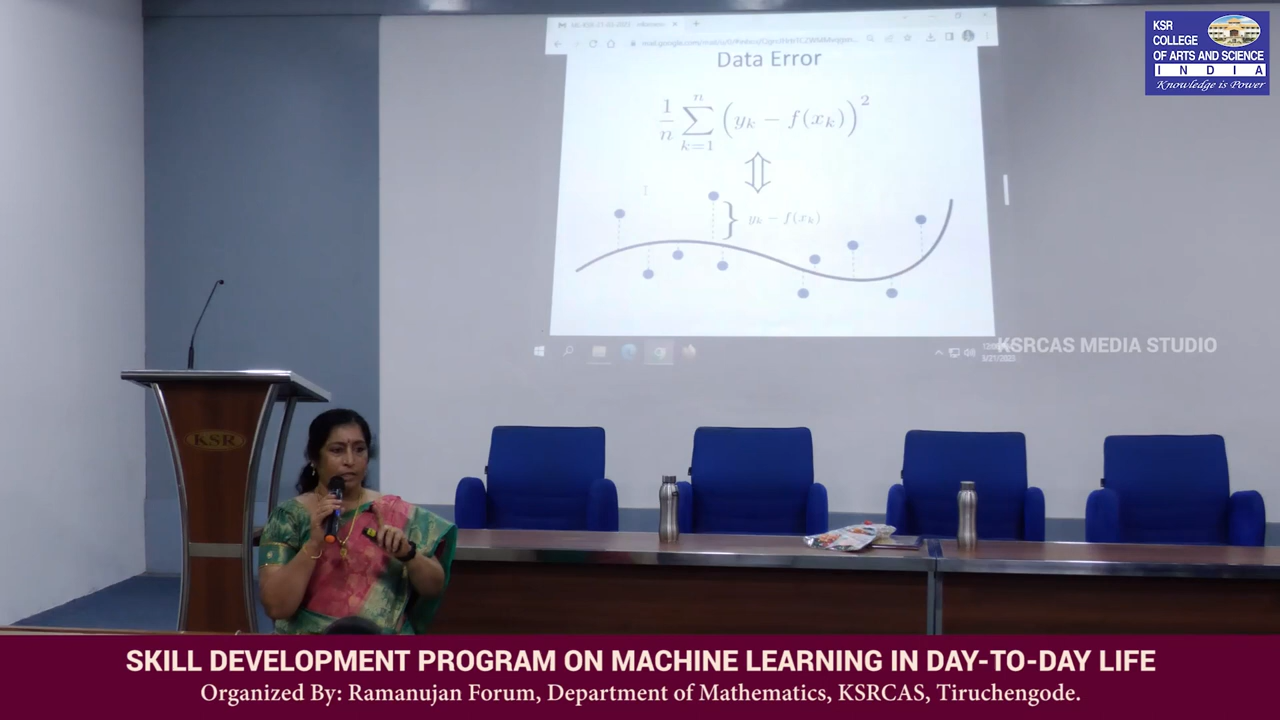 KSR
COLLEGE
OF ARTS AND SCIENCE
INDIA
Knowledge is Power
Data Error
1/n ∑ k=1 n (y_k − f(x_k))^2
y_k − f(x_k)
KSRCAS MEDIA STUDIO
KSR
SKILL DEVELOPMENT PROGRAM ON MACHINE LEARNING IN DAY-TO-DAY LIFE
Organized By: Ramanujan Forum, Department of Mathematics, KSRCAS, Tiruchengode.